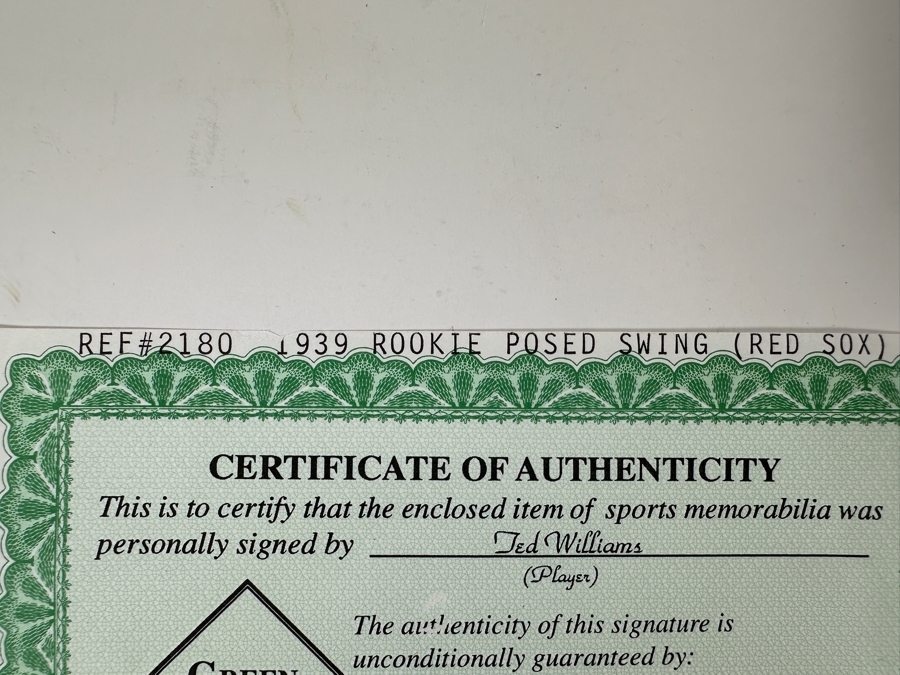 REF#2180 1939 ROOKIE POSED SWING (RED SOX)
CERTIFICATE OF AUTHENTICITY
This is to certify that the enclosed item of sports memorabilia was
personally signed by Ted Williams
(Player)
The authenticity of this signature is
unconditionally guaranteed by:
GREEN